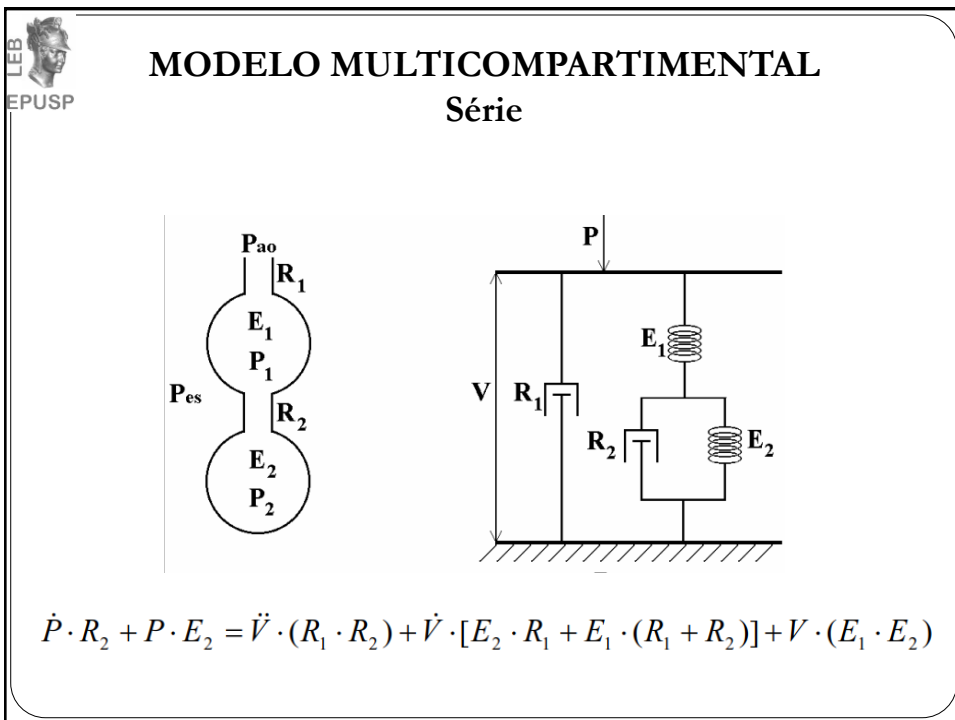 LEB
EPUSP
MODELO MULTICOMPARTIMENTAL
Série
Pao
R₁
E₁
P₁
Pes
R₂
E₂
P₂
P
V
R₁
E₁
R₂
E₂
Ṗ · R₂ + P · E₂ = V̈ · (R₁ · R₂) + V̇ · [E₂ · R₁ + E₁ · (R₁ + R₂)] + V · (E₁ · E₂)